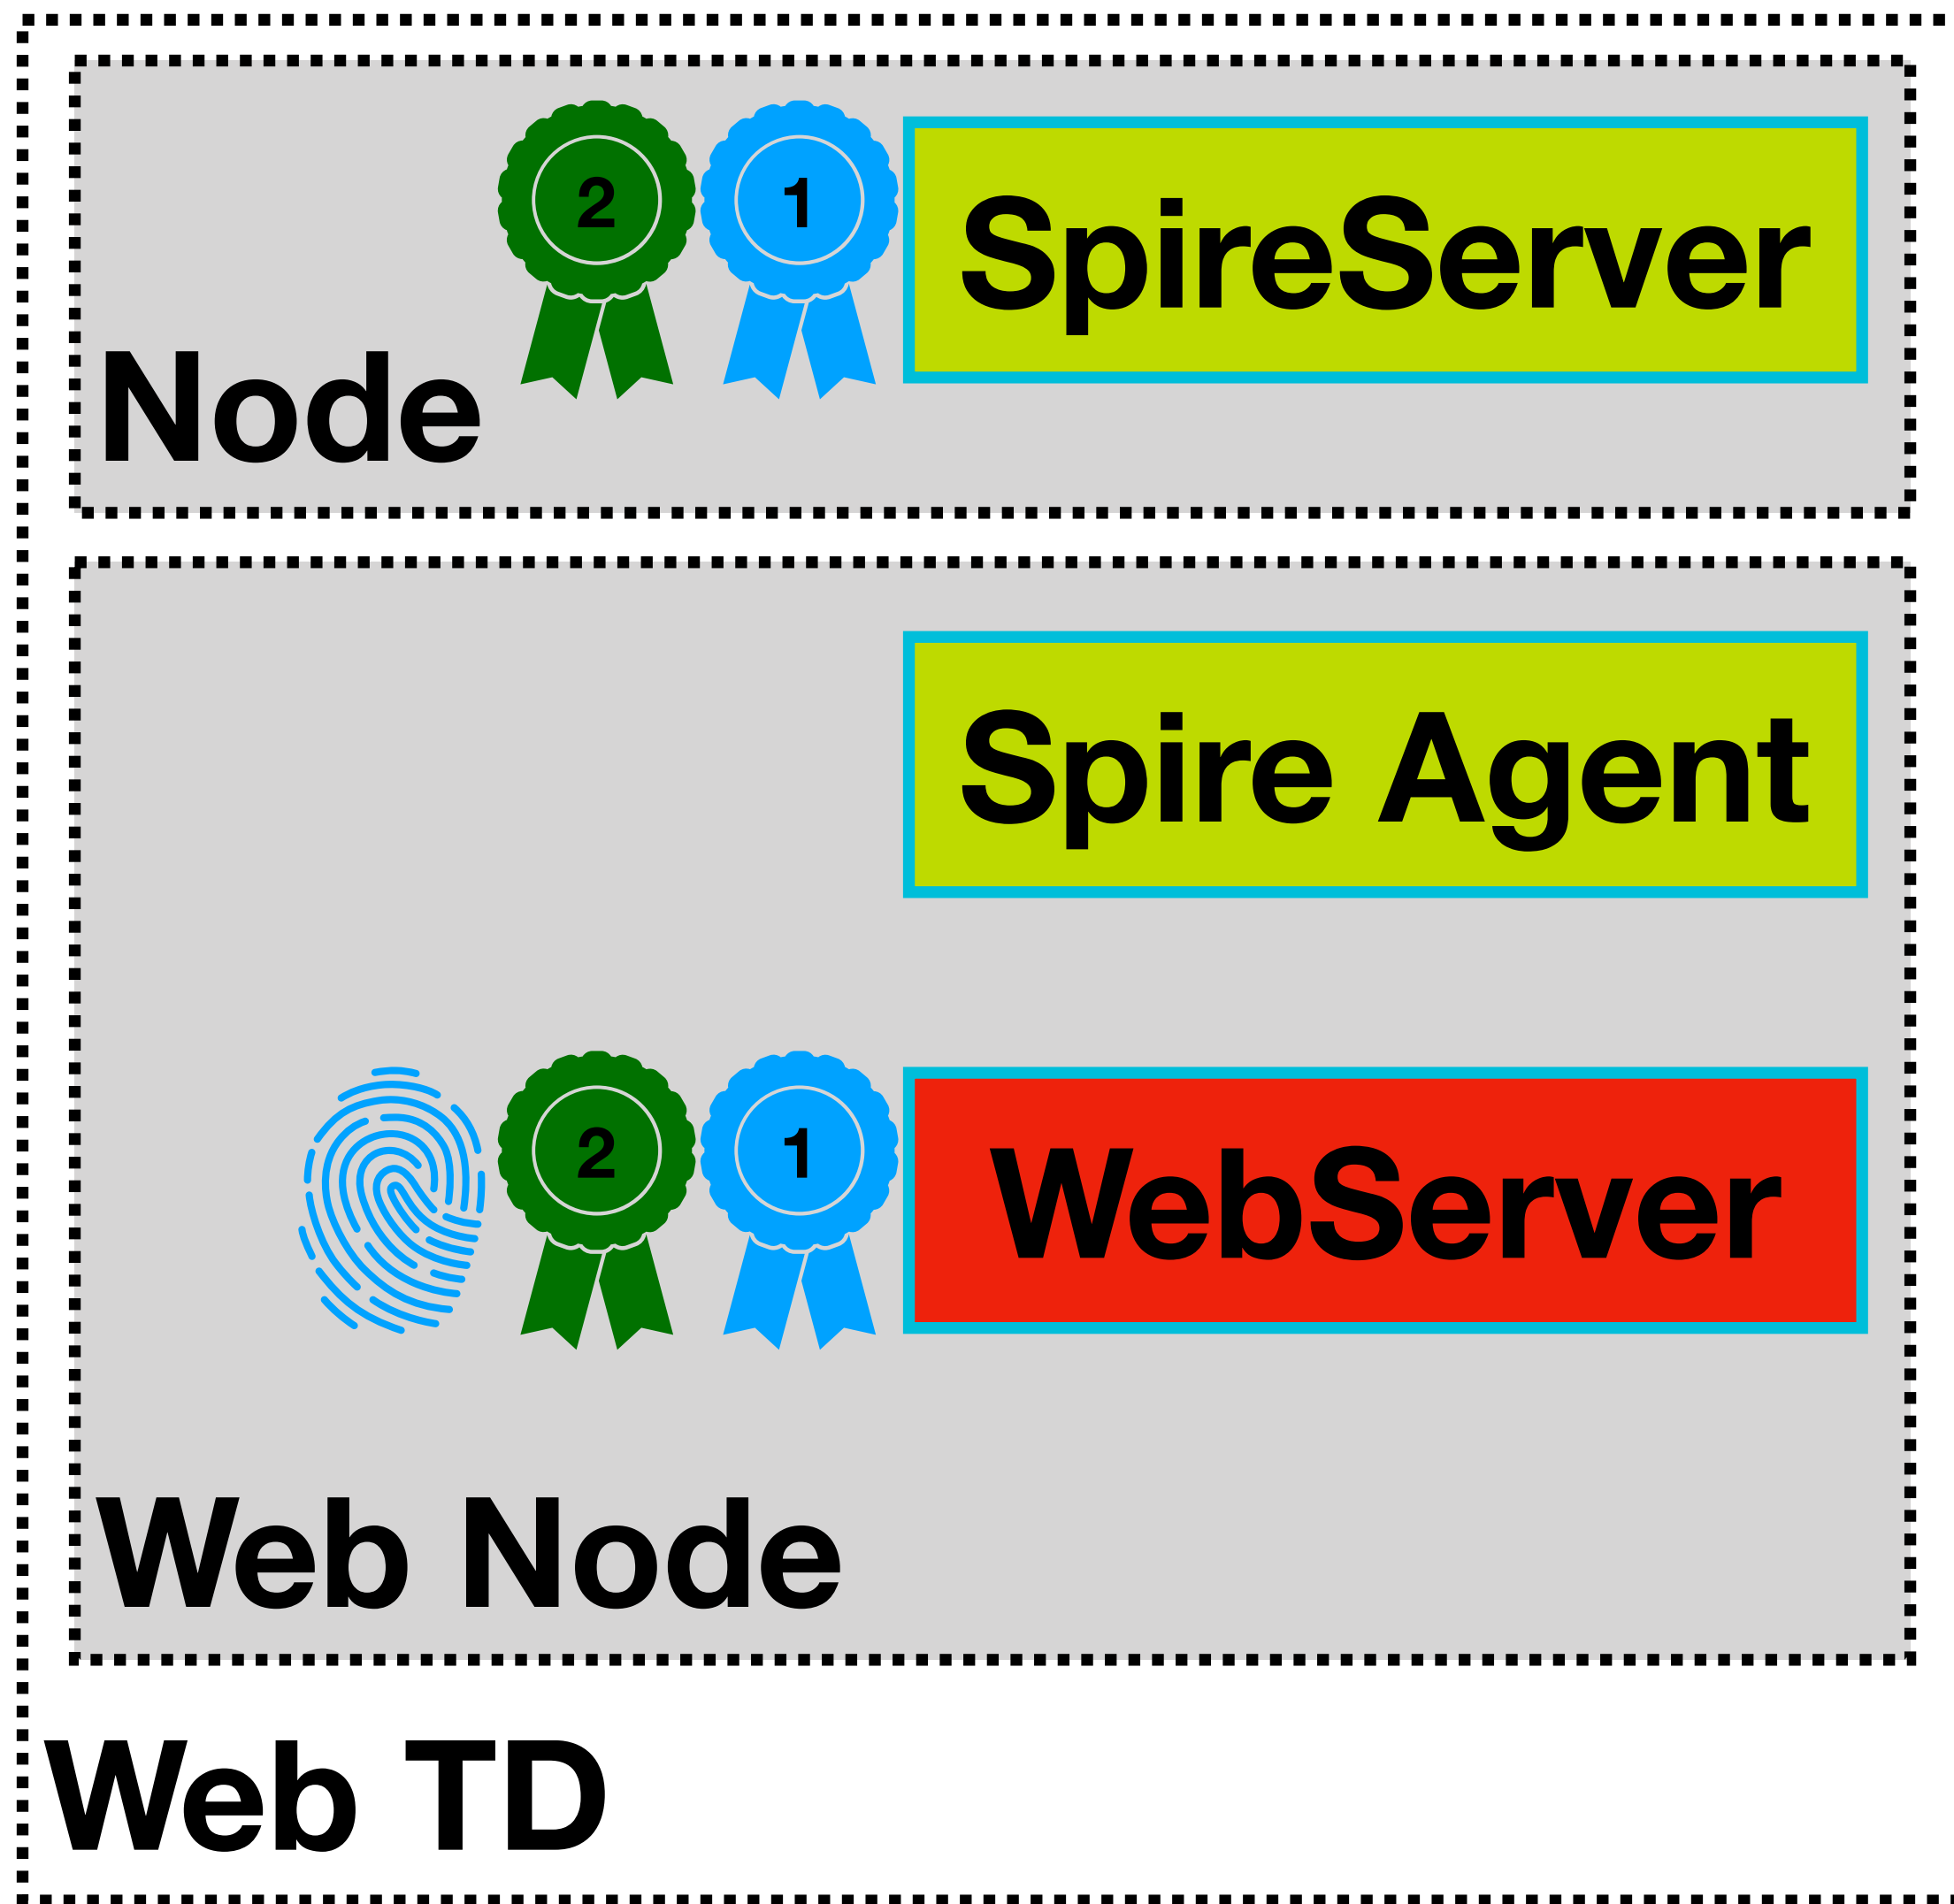 2
1
SpireServer
Node
Spire Agent
2
1
WebServer
Web Node
Web TD